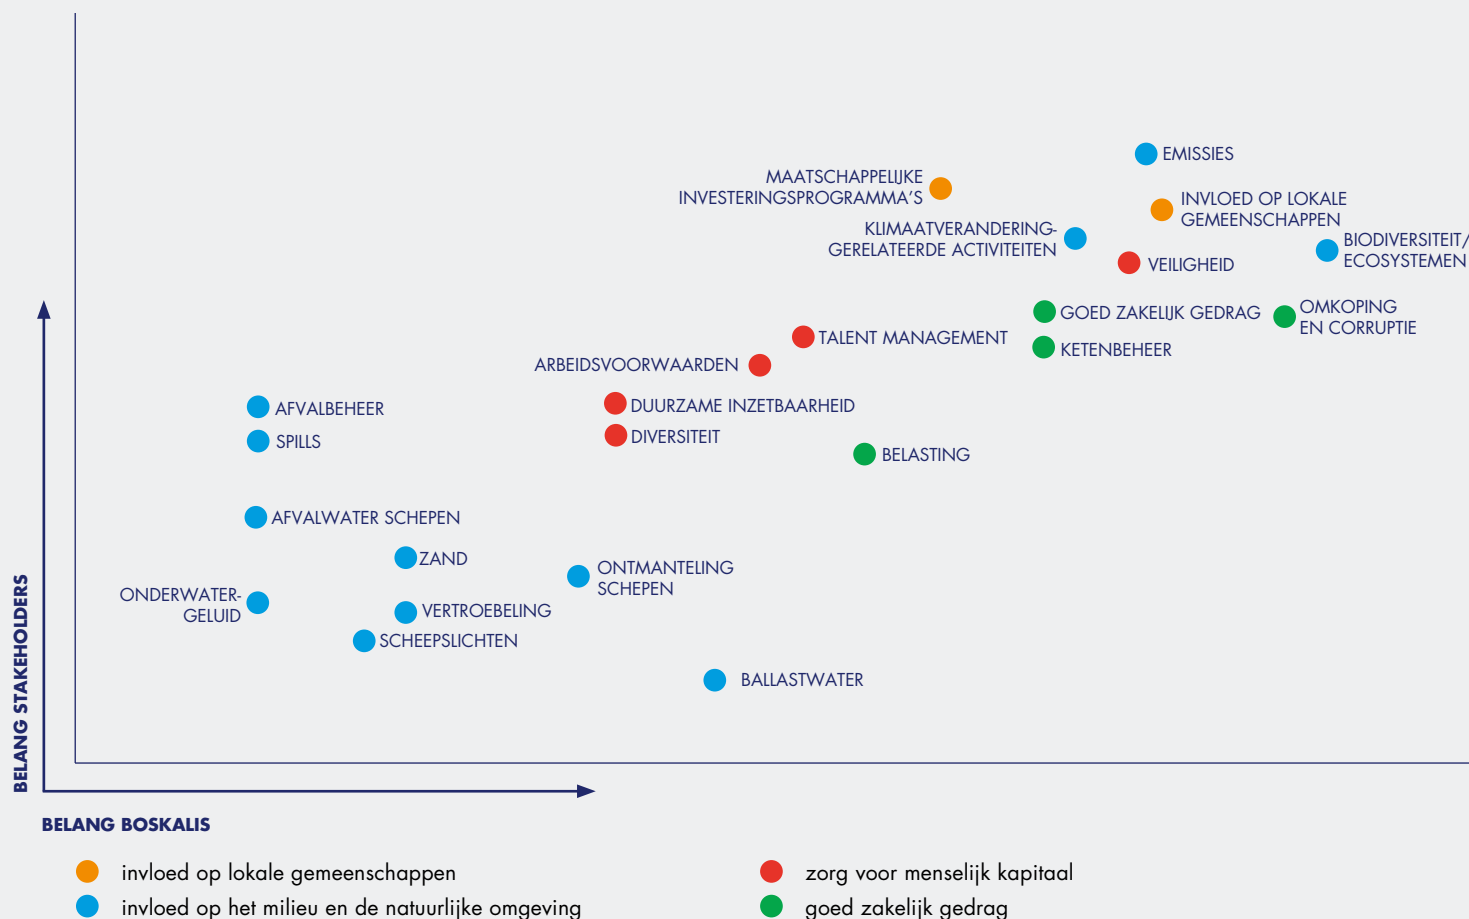 EMISSIES
MAATSCHAPPELIJKE
INVESTERINGSPROGRAMMA'S
INVLOED OP LOKALE
GEMEENSCHAPPEN
KLIMAATVERANDERING-
GERELATEERDE ACTIVITEITEN
BIODIVERSITEIT/
ECOSYSTEMEN
VEILIGHEID
GOED ZAKELIJK GEDRAG
OMKOPING
EN CORRUPTIE
TALENT MANAGEMENT
KETENBEHEER
ARBEIDSVOORWAARDEN
DUURZAME INZETBAARHEID
AFVALBEHEER
DIVERSITEIT
SPILLS
BELASTING
AFVALWATER SCHEPEN
ZAND
ONTMANTELING
SCHEPEN
ONDERWATER-
GELUID
VERTROEBELING
SCHEEPSLICHTEN
BALLASTWATER
BELANG STAKEHOLDERS
BELANG BOSKALIS
invloed op lokale gemeenschappen
zorg voor menselijk kapitaal
invloed op het milieu en de natuurlijke omgeving
goed zakelijk gedrag